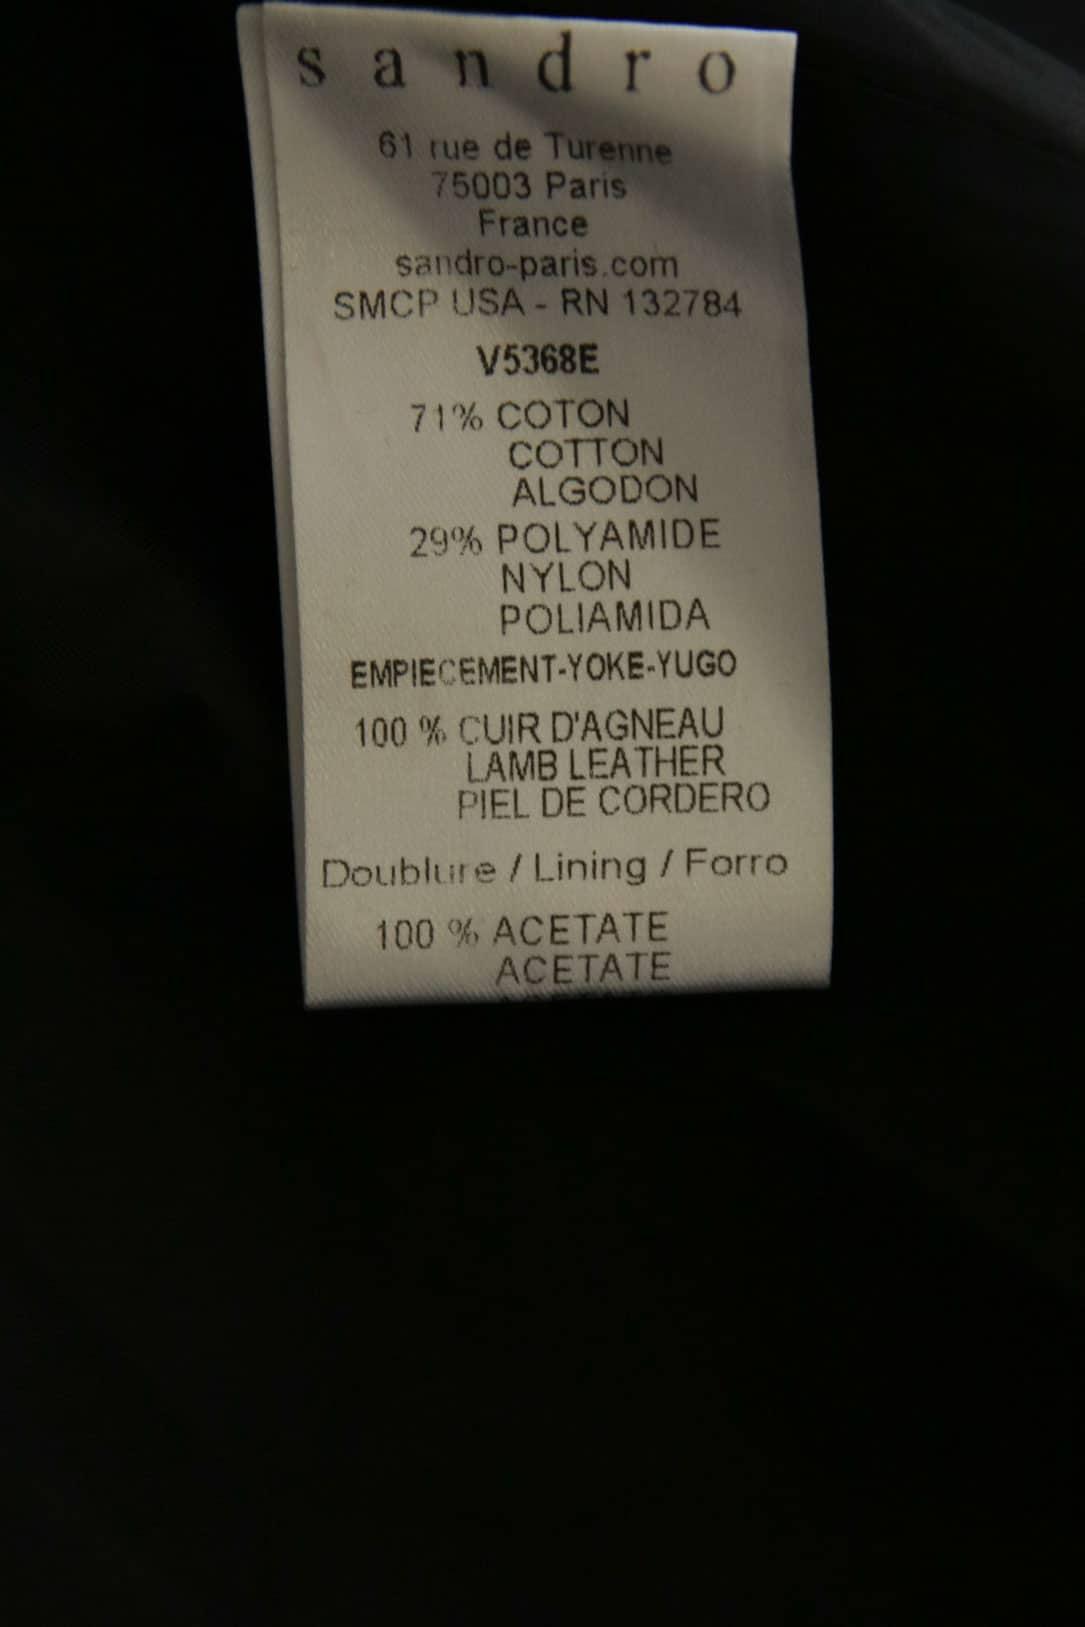 sandro
61 rue de Turenne
75003 Paris
France
sandro-paris.com
SMCP USA - RN 132784
V5368E
71% COTON
COTTON
ALGODON
29% POLYAMIDE
NYLON
POLIAMIDA
EMPIECEMENT-YOKE-YUGO
100 % CUIR D'AGNEAU
LAMB LEATHER
PIEL DE CORDERO
Doublure / Lining / Forro
100 % ACETATE
ACETATE